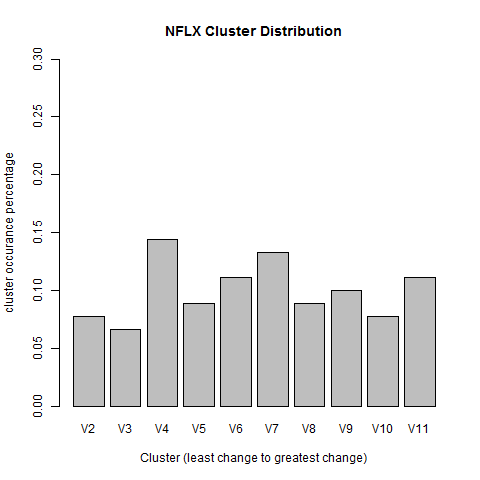 NFLX Cluster Distribution
cluster occurance percentage
0.30
0.25
0.20
0.15
0.10
0.05
0.00
V2 V3 V4 V5 V6 V7 V8 V9 V10 V11
Cluster (least change to greatest change)